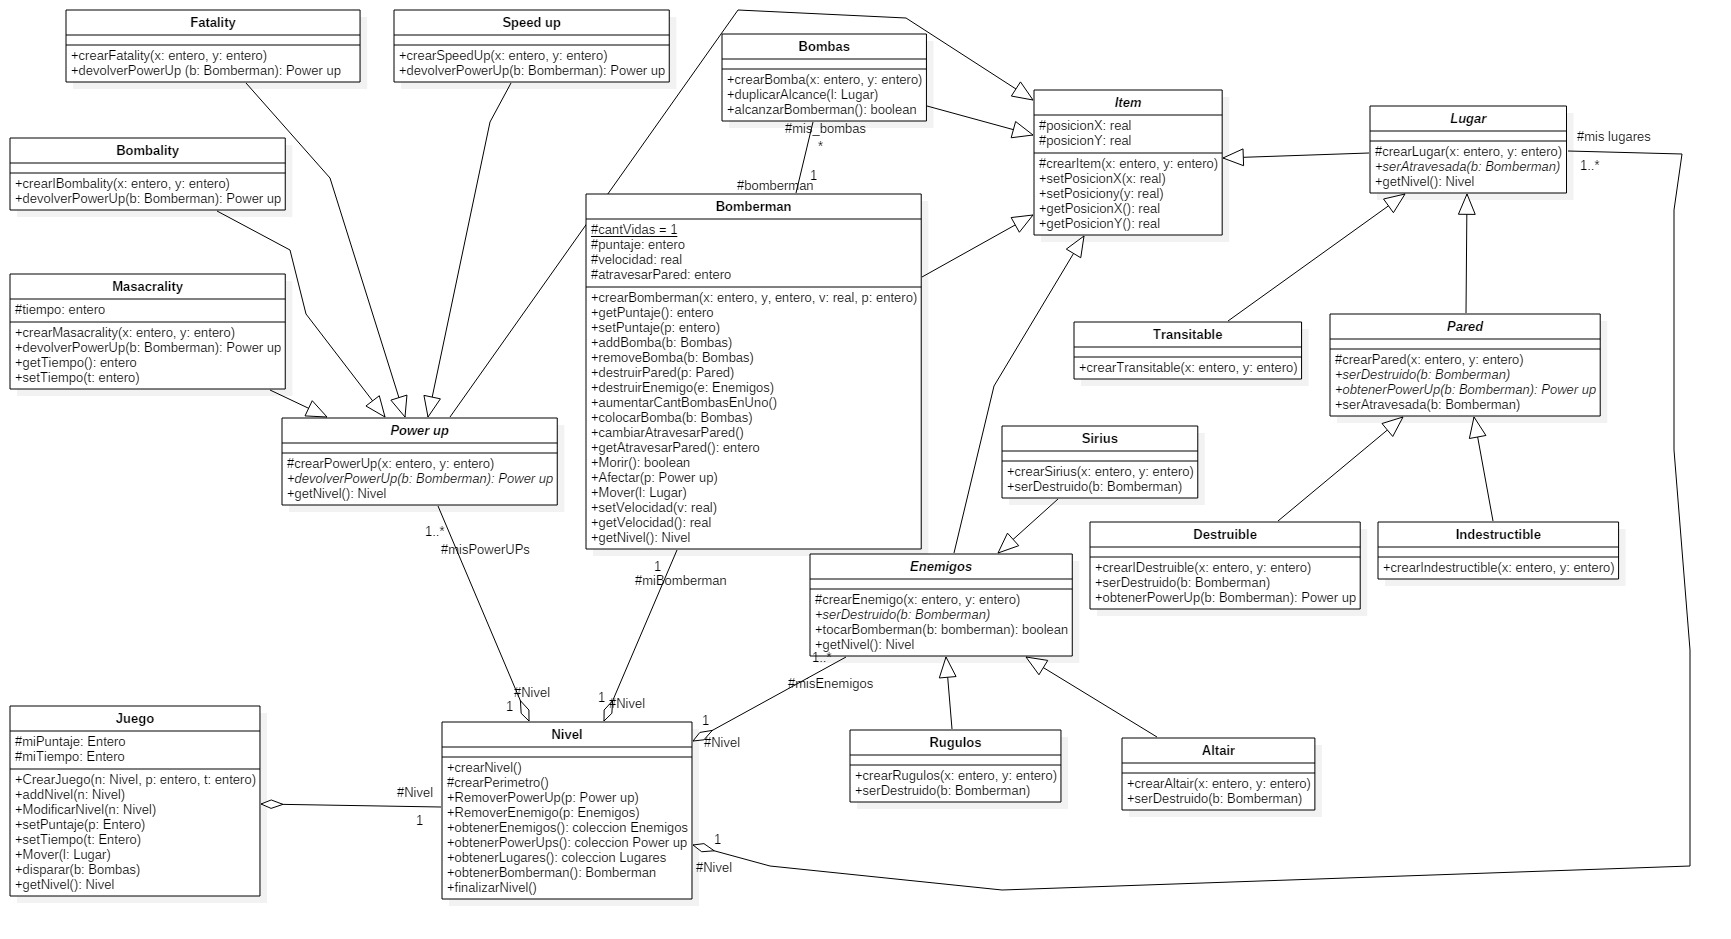 Fatality
+crearFatality(x: entero, y: entero)
+devolverPowerUp (b: Bomberman): Power up
Speed up
+crearSpeedUp(x: entero, y: entero)
+devolverPowerUp(b: Bomberman): Power up
Bombas
+crearBomba(x: entero, y: entero)
+duplicarAlcance(l: Lugar)
+alcanzarBomberman(): boolean
#mis_bombas
*
1
#bomberman
Item
#posicionX: real
#posicionY: real
#crearItem(x: entero, y: entero)
+setPosicionX(x: real)
+setPosiciony(y: real)
+getPosicionX(): real
+getPosicionY(): real
Lugar
#crearLugar(x: entero, y: entero)
+serAtravesada(b: Bomberman)
+getNivel(): Nivel
#mis lugares
1..*
Bombality
+crearIBombality(x: entero, y: entero)
+devolverPowerUp(b: Bomberman): Power up
Masacrality
#tiempo: entero
+crearMasacrality(x: entero, y: entero)
+devolverPowerUp(b: Bomberman): Power up
+getTiempo(): entero
+setTiempo(t: entero)
Bomberman
#cantVidas = 1
#puntaje: entero
#velocidad: real
#atravesarPared: entero
+crearBomberman(x: entero, y, entero, v: real, p: entero)
+getPuntaje(): entero
+setPuntaje(p: entero)
+addBomba(b: Bombas)
+removeBomba(b: Bombas)
+destruirPared(p: Pared)
+destruirEnemigo(e: Enemigos)
+aumentarCantBombasEnUno()
+colocarBomba(b: Bombas)
+cambiarAtravesarPared()
+getAtravesarPared(): entero
+Morir(): boolean
+Afectar(p: Power up)
+Mover(l: Lugar)
+setVelocidad(v: real)
+getVelocidad(): real
+getNivel(): Nivel
Transitable
+crearTransitable(x: entero, y: entero)
Pared
#crearPared(x: entero, y: entero)
+serDestruido(b: Bomberman)
+obtenerPowerUp(b: Bomberman): Power up
+serAtravesada(b: Bomberman)
Power up
#crearPowerUp(x: entero, y: entero)
+devolverPowerUp(b: Bomberman): Power up
+getNivel(): Nivel
1..*
#misPowerUPs
Sirius
+crearSirius(x: entero, y: entero)
+serDestruido(b: Bomberman)
Destruible
+crearIDestruible(x: entero, y: entero)
+serDestruido(b: Bomberman)
+obtenerPowerUp(b: Bomberman): Power up
Indestructible
+crearIndestructible(x: entero, y: entero)
1
#miBomberman
Enemigos
#crearEnemigo(x: entero, y: entero)
+serDestruido(b: Bomberman)
+tocarBomberman(b: bomberman): boolean
+getNivel(): Nivel
1..*
#misEnemigos
#Nivel
1
1
#Nivel
1
#Nivel
Juego
#miPuntaje: Entero
#miTiempo: Entero
+CrearJuego(n: Nivel, p: entero, t: entero)
+addNivel(n: Nivel)
+ModificarNivel(n: Nivel)
+setPuntaje(p: Entero)
+setTiempo(t: Entero)
+Mover(l: Lugar)
+disparar(b: Bombas)
+getNivel(): Nivel
#Nivel
1
Nivel
+crearNivel()
#crearPerimetro()
+RemoverPowerUp(p: Power up)
+RemoverEnemigo(p: Enemigos)
+obtenerEnemigos(): coleccion Enemigos
+obtenerPowerUps(): coleccion Power up
+obtenerLugares(): coleccion Lugares
+obtenerBomberman(): Bomberman
+finalizarNivel()
1
#Nivel
Rugulos
+crearRugulos(x: entero, y: entero)
+serDestruido(b: Bomberman)
Altair
+crearAltair(x: entero, y: entero)
+serDestruido(b: Bomberman)